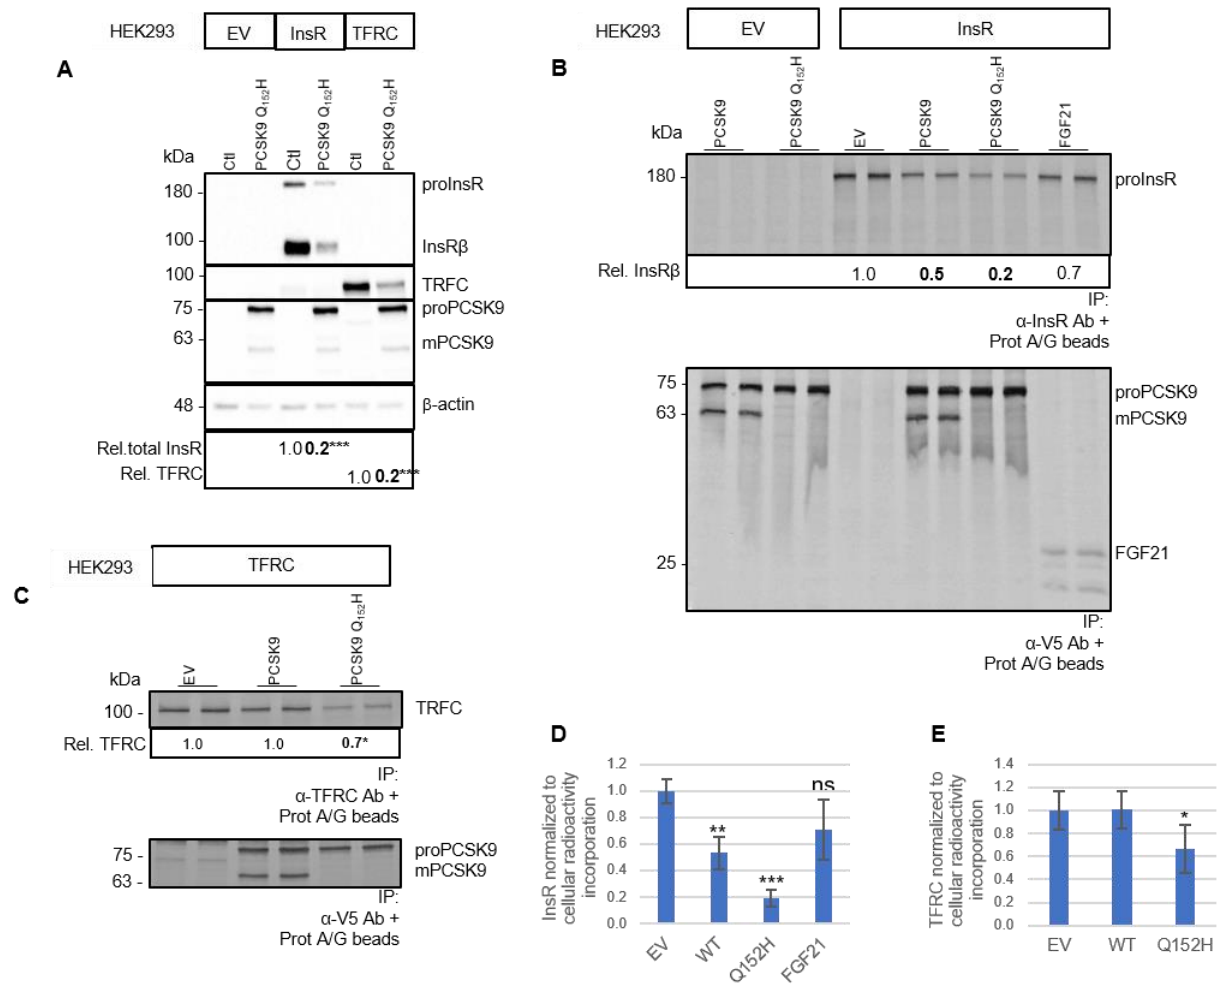 HEK293
EV
InsR
TFRC
A
kDa
Ctl
PCSK9 Q152H
Ctl
PCSK9 Q152H
Ctl
PCSK9 Q152H
180 -
proInsR
100 -
InsRβ
100 -
TRFC
75 -
proPCSK9
63 -
mPCSK9
48 -
β-actin
Rel.total InsR
1.0 0.2***
Rel. TFRC
1.0 0.2***
HEK293
EV
InsR
B
kDa
PCSK9
PCSK9 Q152H
EV
PCSK9
PCSK9 Q152H
FGF21
180 -
proInsR
Rel. InsRβ
1.0
0.5
0.2
0.7
IP:
α-InsR Ab +
Prot A/G beads
75 -
proPCSK9
63 -
mPCSK9
FGF21
25 -
IP:
α-V5 Ab +
Prot A/G beads
HEK293
TFRC
C
kDa
EV
PCSK9
PCSK9 Q152H
100 -
TRFC
Rel. TFRC
1.0
1.0
0.7*
IP:
α-TFRC Ab +
Prot A/G beads
75 -
proPCSK9
63 -
mPCSK9
IP:
α-V5 Ab +
Prot A/G beads
D
InsR normalized to
cellular radioactivity
incorporation
1.2
1.0
0.8
0.6
0.4
0.2
0.0
**
***
ns
EV
WT
Q152H
FGF21
E
TFRC normalized to
cellular radioactivity
incorporation
1.4
1.2
1.0
0.8
0.6
0.4
0.2
0.0
*
EV
WT
Q152H